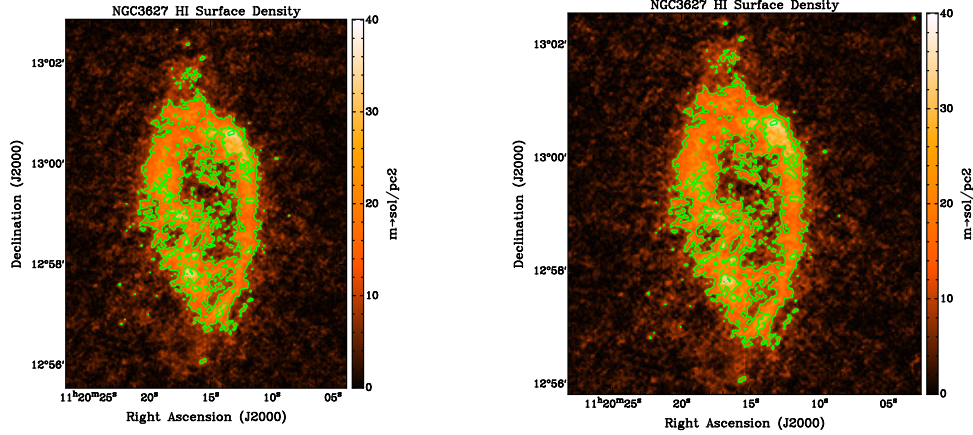 NGC3627 HI Surface Density
40
30
20
10
0
m→sol/pc2
13°02′
13°00′
12°58′
12°56′
Declination (J2000)
11ʰ20ᵐ25ˢ
20ˢ
15ˢ
10ˢ
05ˢ
Right Ascension (J2000)
NGC3627 HI Surface Density
40
30
20
10
0
m→sol/pc2
13°02′
13°00′
12°58′
12°56′
Declination (J2000)
11ʰ20ᵐ25ˢ
20ˢ
15ˢ
10ˢ
05ˢ
Right Ascension (J2000)